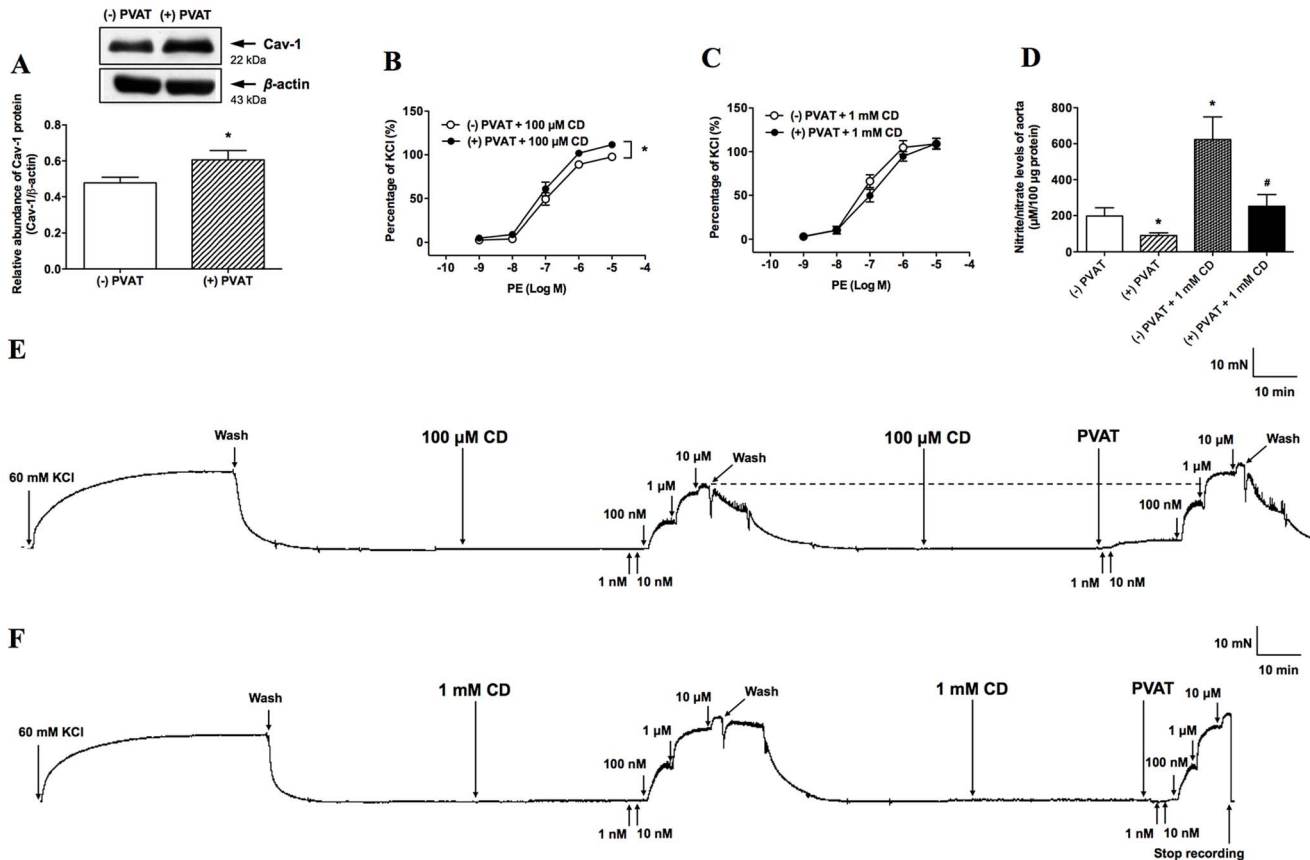 A
(-) PVAT (+) PVAT
Cav-1
22 kDa
β-actin
43 kDa
Relative abundance of Cav-1 protein
(Cav-1/β-actin)
0.8
0.6
0.4
0.2
0.0
*
(-) PVAT
(+) PVAT
B
Percentage of KCl (%)
150
100
50
0
(-) PVAT + 100 µM CD
(+) PVAT + 100 µM CD
*
-10 -9 -8 -7 -6 -5 -4
PE (Log M)
C
Percentage of KCl (%)
150
100
50
0
(-) PVAT + 1 mM CD
(+) PVAT + 1 mM CD
-10 -9 -8 -7 -6 -5 -4
PE (Log M)
D
Nitrite/nitrate levels of aorta
(µM/100 µg protein)
800
600
400
200
0
*
*
#
(-) PVAT
(+) PVAT
(-) PVAT + 1 mM CD
(+) PVAT + 1 mM CD
E
10 mN
10 min
60 mM KCl
Wash
100 µM CD
1 nM
10 nM
100 nM
1 µM
10 µM
Wash
100 µM CD
PVAT
1 nM
10 nM
100 nM
1 µM
10 µM
Wash
F
10 mN
10 min
60 mM KCl
Wash
1 mM CD
1 nM
10 nM
100 nM
1 µM
10 µM
Wash
1 mM CD
PVAT
1 nM
10 nM
100 nM
1 µM
10 µM
Stop recording